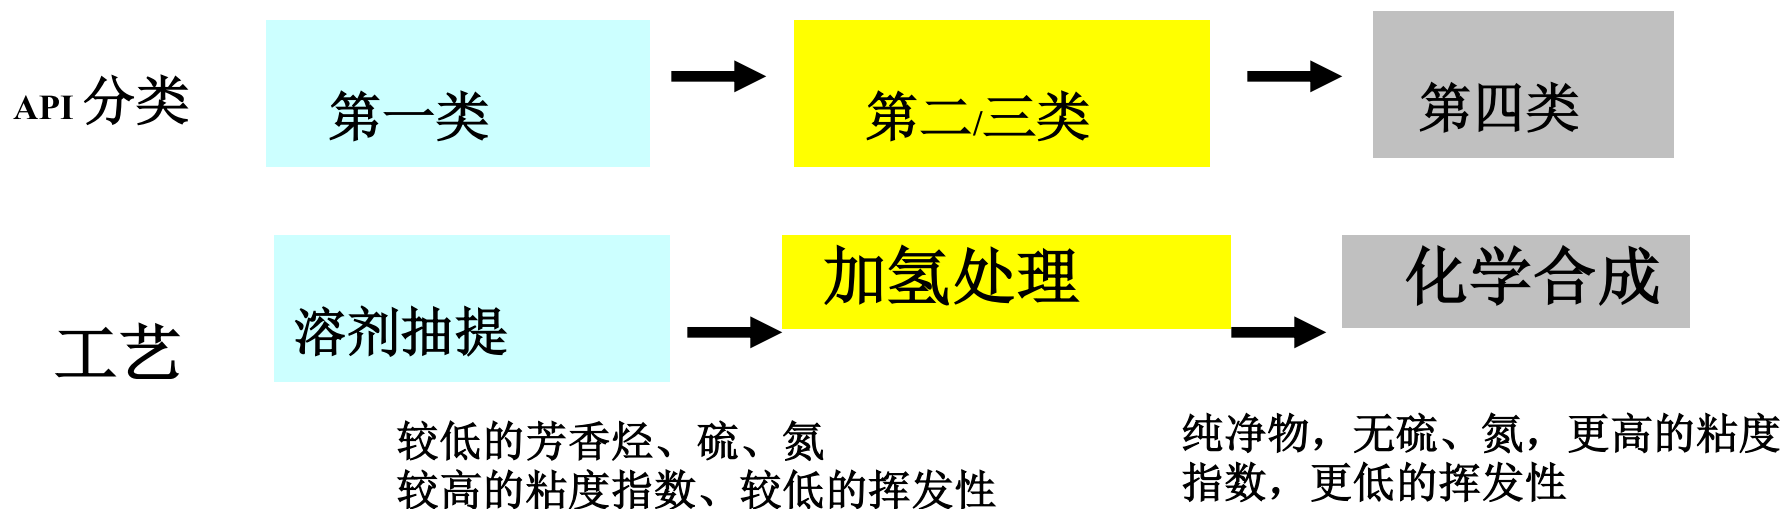 API 分类
第一类
第二/三类
第四类
工艺
溶剂抽提
加氢处理
化学合成
较低的芳香烃、硫、氮
较高的粘度指数、较低的挥发性
纯净物，无硫、氮，更高的粘度
指数，更低的挥发性